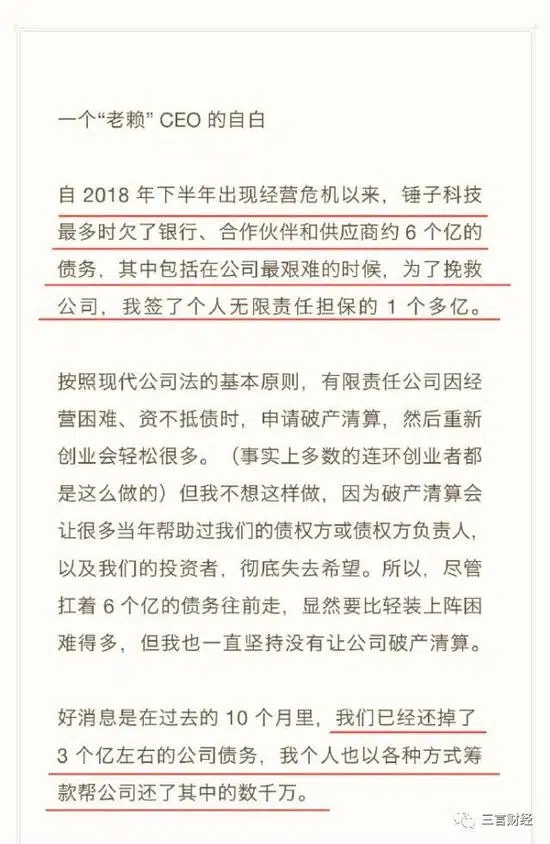 一个“老赖” CEO 的自白
自 2018 年下半年出现经营危机以来，锤子科技
最多时欠了银行、合作伙伴和供应商约 6 个亿的
债务，其中包括在公司最艰难的时候，为了挽救
公司，我签了个人无限责任担保的 1 个多亿。
按照现代公司法的基本原则，有限责任公司因经
营困难、资不抵债时，申请破产清算，然后重新
创业会轻松很多。（事实上多数的连环创业者都
是这么做的）但我不想这样做，因为破产清算会
让很多当年帮助过我们的债权方或债权方负责人，
以及我们的投资者，彻底失去希望。所以，尽管
扛着 6 个亿的债务往前走，显然要比轻装上阵困
难得多，但我也一直坚持没有让公司破产清算。
好消息是在过去的 10 个月里，我们已经还掉了
3 个亿左右的公司债务，我个人也以各种方式筹
款帮公司还了其中的数千万。
三言财经